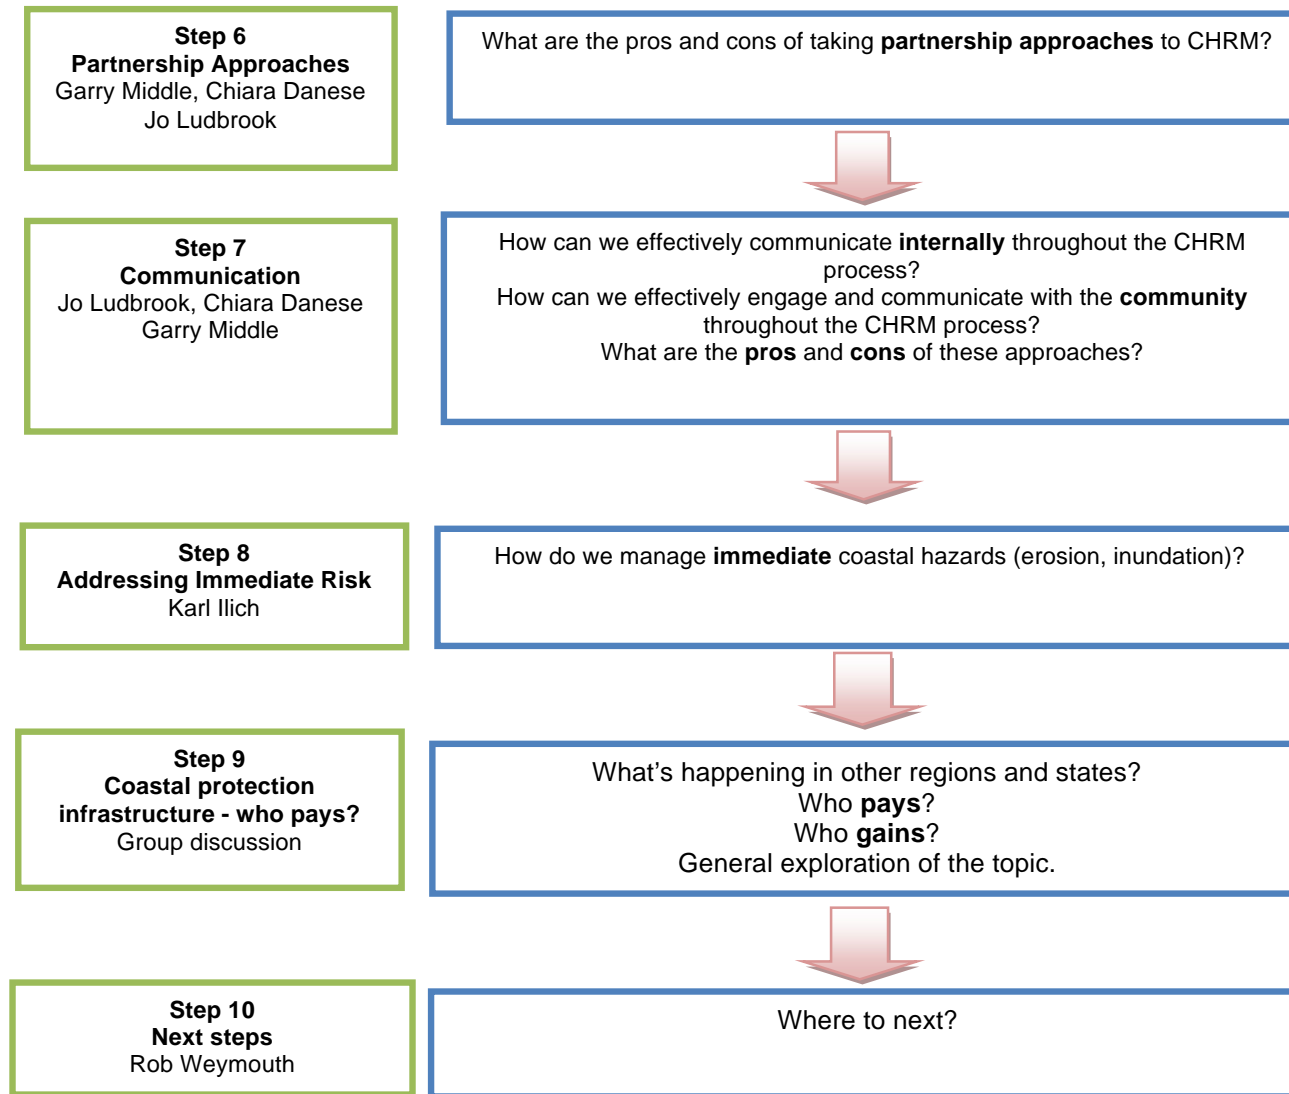 Step 6
Partnership Approaches
Garry Middle, Chiara Danese
Jo Ludbrook
What are the pros and cons of taking partnership approaches to CHRM?
Step 7
Communication
Jo Ludbrook, Chiara Danese
Garry Middle
How can we effectively communicate internally throughout the CHRM
process?
How can we effectively engage and communicate with the community
throughout the CHRM process?
What are the pros and cons of these approaches?
Step 8
Addressing Immediate Risk
Karl Ilich
How do we manage immediate coastal hazards (erosion, inundation)?
Step 9
Coastal protection
infrastructure - who pays?
Group discussion
What’s happening in other regions and states?
Who pays?
Who gains?
General exploration of the topic.
Step 10
Next steps
Rob Weymouth
Where to next?